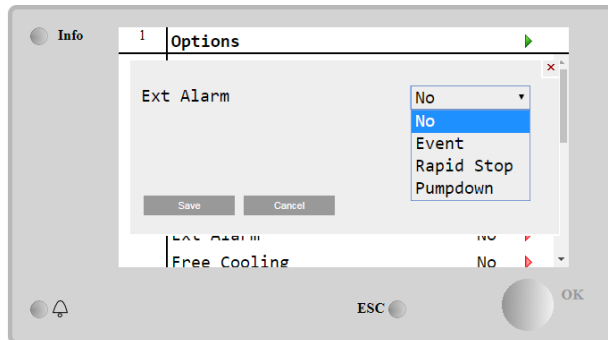 Info
1 Options
×
Ext Alarm No
No
Event
Rapid Stop
Pumpdown
Save Cancel
Ext Alarm No
Free Cooling No
ESC OK